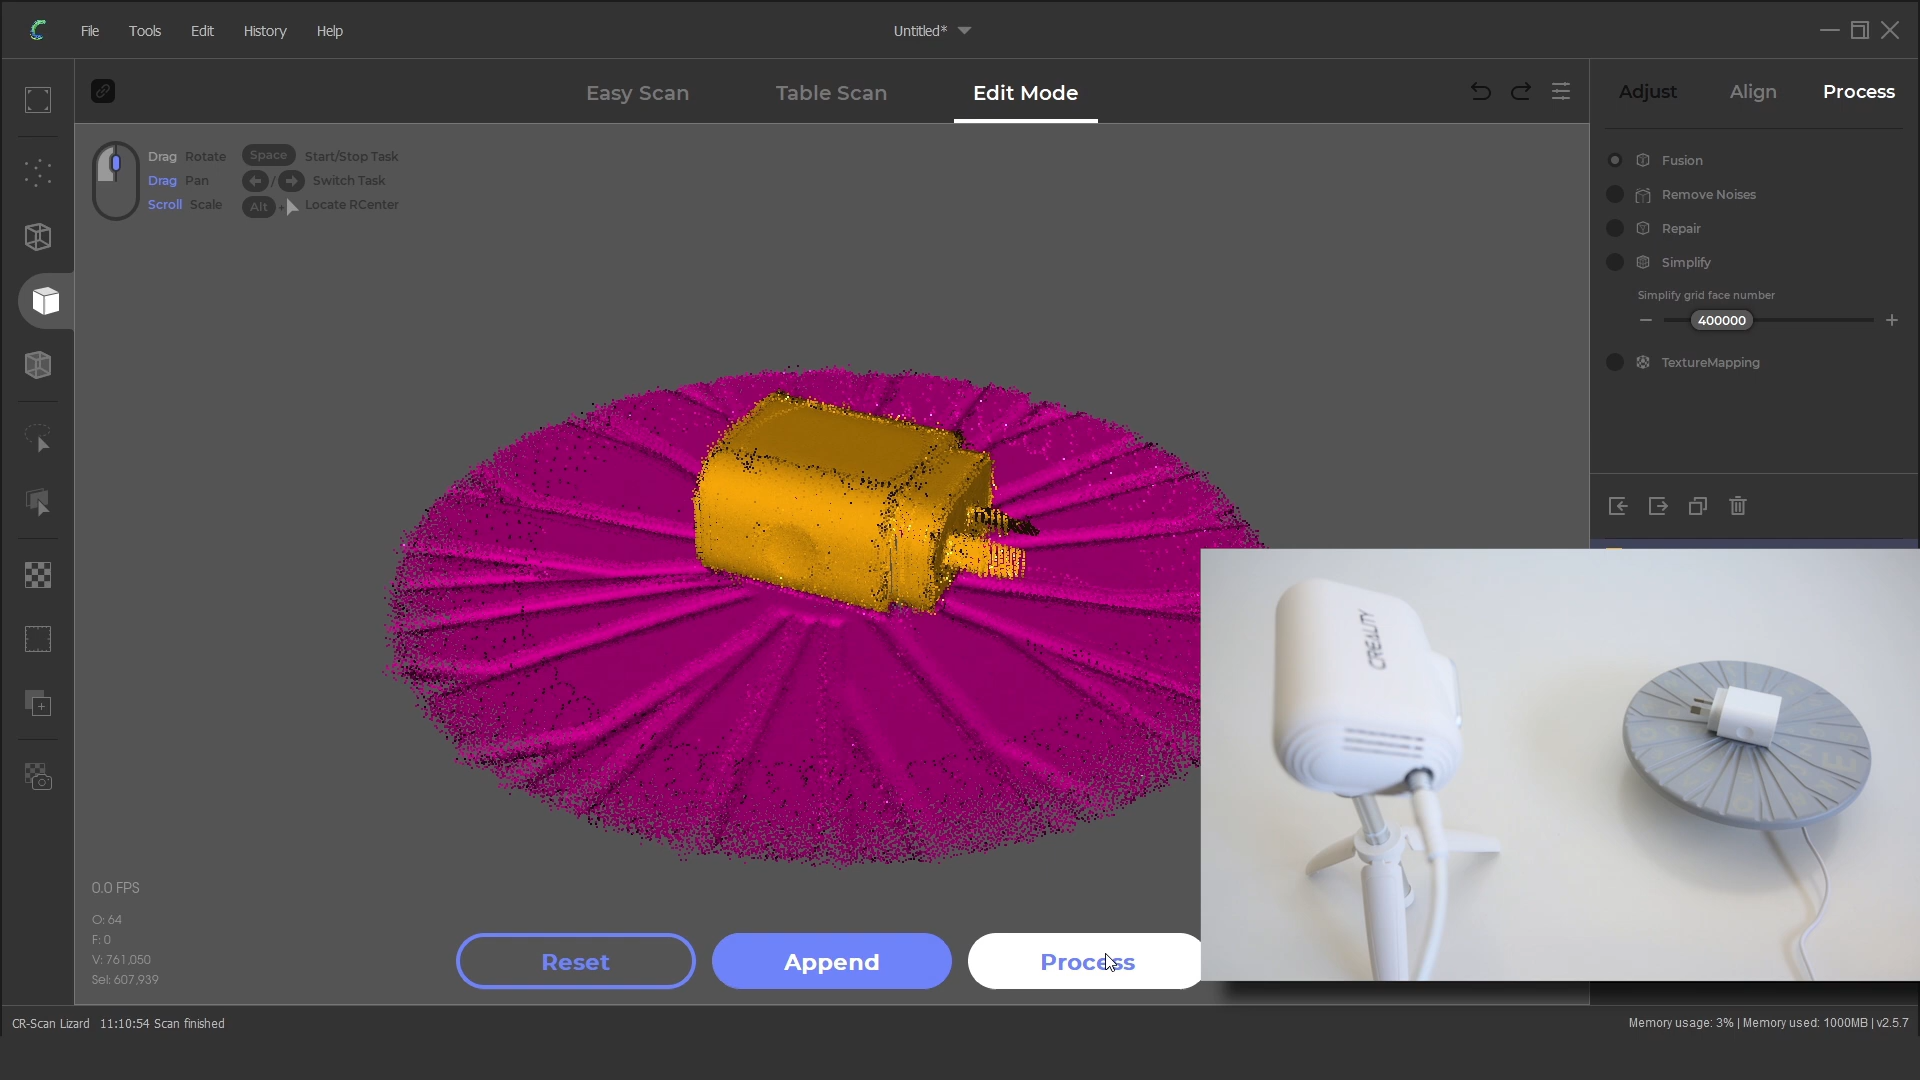 File Tools Edit History Help
Untitled*
Easy Scan Table Scan Edit Mode
Adjust Align Process
Drag Rotate Space Start/Stop Task
Drag Pan / Switch Task
Scroll Scale Alt + Locate RCenter
Fusion
Remove Noises
Repair
Simplify
Simplify grid face number
− 400000 +
TextureMapping
CREALITY
0.0 FPS
O: 64
F: 0
V: 761,050
Sel: 607,939
Reset Append Process
CR-Scan Lizard 11:10:54 Scan finished
Memory usage: 3% | Memory used: 1000MB | v2.5.7